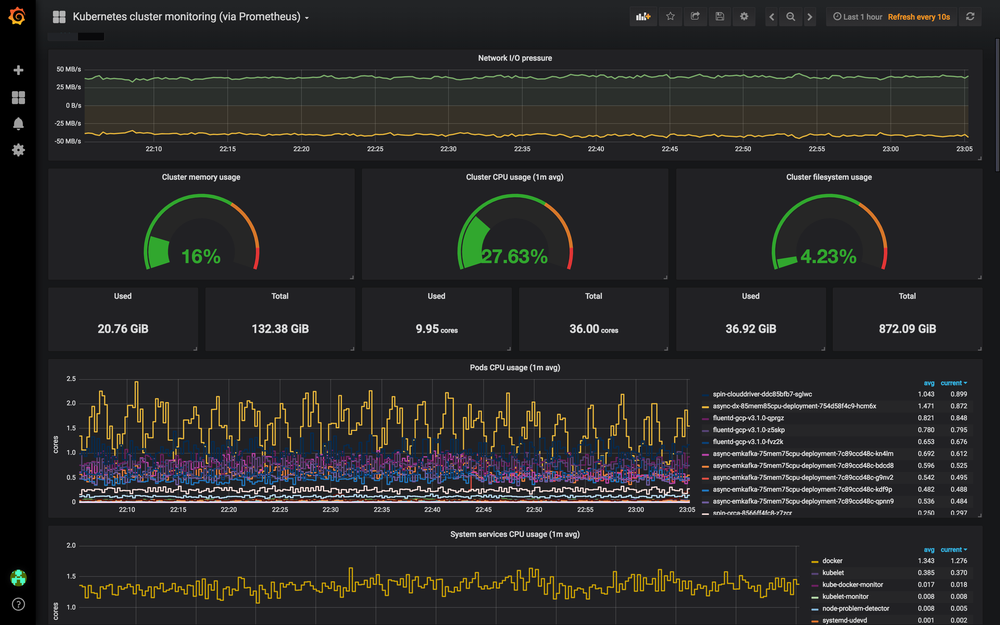 Kubernetes cluster monitoring (via Prometheus)
Last 1 hour Refresh every 10s
Network I/O pressure
50 MB/s
25 MB/s
0 B/s
-25 MB/s
-50 MB/s
22:10 22:15 22:20 22:25 22:30 22:35 22:40 22:45 22:50 22:55 23:00 23:05
Cluster memory usage
16%
Cluster CPU usage (1m avg)
27.63%
Cluster filesystem usage
4.23%
Used
20.76 GiB
Total
132.38 GiB
Used
9.95 cores
Total
36.00 cores
Used
36.92 GiB
Total
872.09 GiB
Pods CPU usage (1m avg)
cores
2.5
2.0
1.5
1.0
0.5
0
22:10 22:15 22:20 22:25 22:30 22:35 22:40 22:45 22:50 22:55 23:00 23:05
avg current
spin-clouddriver-ddc85bfb7-sglwc 1.043 0.899
async-dx-85mem85cpu-deployment-754d58f4c9-hcm6x 1.471 0.872
fluentd-gcp-v3.1.0-qprgz 0.821 0.848
fluentd-gcp-v3.1.0-z5skp 0.780 0.795
fluentd-gcp-v3.1.0-fvz2k 0.653 0.676
async-emkafka-75mem75cpu-deployment-7c89ccd48c-kn4lm 0.692 0.612
async-emkafka-75mem75cpu-deployment-7c89ccd48c-bdcd8 0.596 0.525
async-emkafka-75mem75cpu-deployment-7c89ccd48c-g9nv2 0.542 0.495
async-emkafka-75mem75cpu-deployment-7c89ccd48c-kdf9p 0.482 0.488
async-emkafka-75mem75cpu-deployment-7c89ccd48c-qpnn9 0.536 0.484
spin-orca-8566ff4fc8-z7zcr 0.250 0.297
System services CPU usage (1m avg)
cores
2.0
1.5
1.0
avg current
docker 1.343 1.276
kubelet 0.385 0.370
kube-docker-monitor 0.017 0.018
kubelet-monitor 0.008 0.008
node-problem-detector 0.008 0.005
systemd-udevd 0.001 0.002